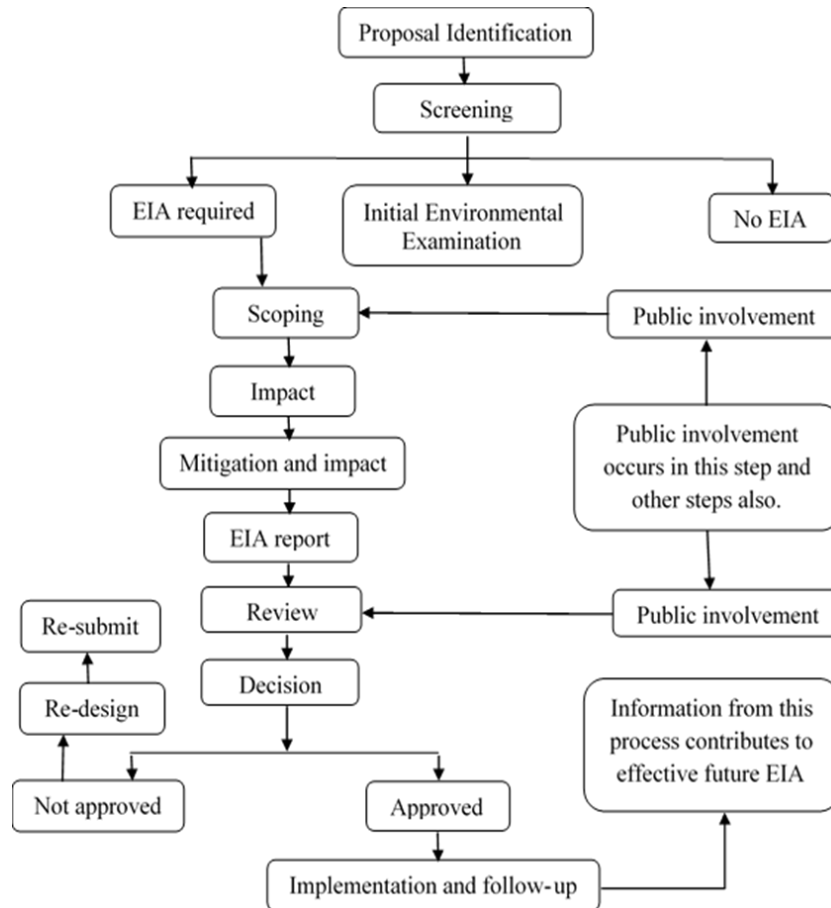 Proposal Identification
Screening
EIA required
Initial Environmental
Examination
No EIA
Scoping
Public involvement
Impact
Mitigation and impact
Public involvement
occurs in this step and
other steps also.
EIA report
Review
Public involvement
Re-submit
Decision
Re-design
Information from this
process contributes to
effective future EIA
Not approved
Approved
Implementation and follow-up